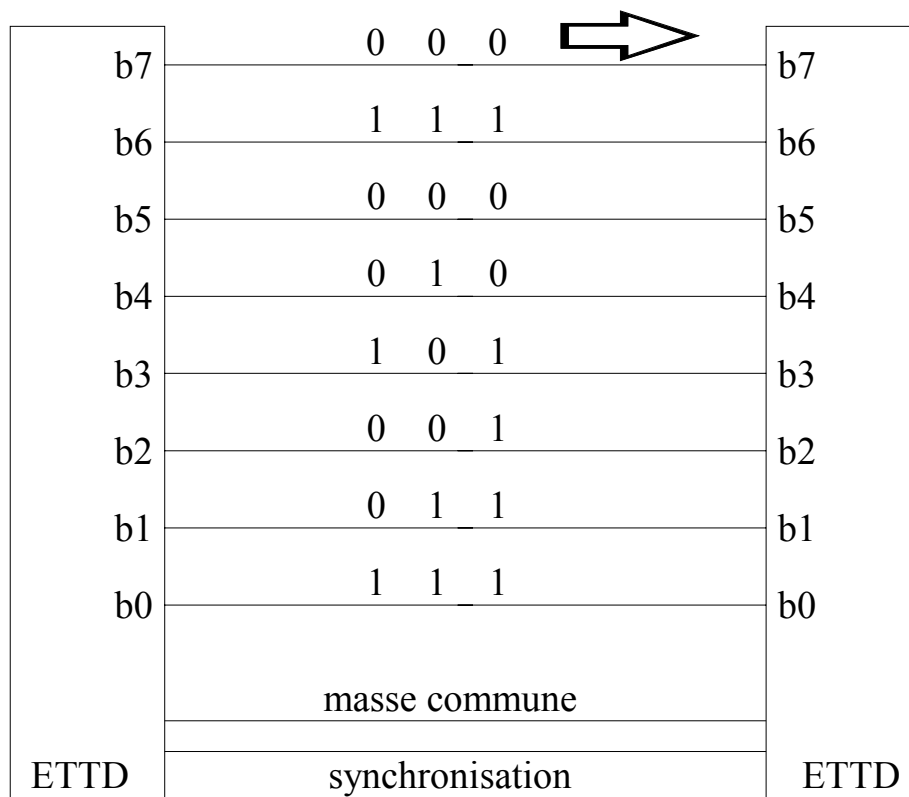 0 0 0
b7 b7
1 1 1
b6 b6
0 0 0
b5 b5
0 1 0
b4 b4
1 0 1
b3 b3
0 0 1
b2 b2
0 1 1
b1 b1
1 1 1
b0 b0
masse commune
ETTD synchronisation ETTD